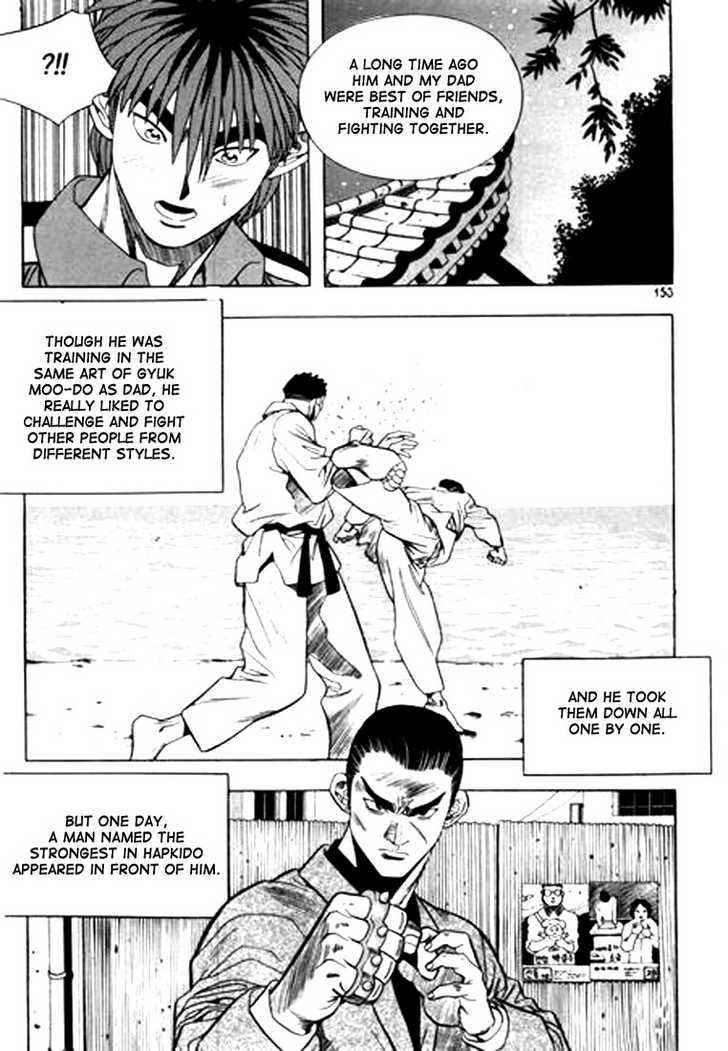 ?!!
A LONG TIME AGO
HIM AND MY DAD
WERE BEST OF FRIENDS,
TRAINING AND
FIGHTING TOGETHER.
153
THOUGH HE WAS
TRAINING IN THE
SAME ART OF GYUK
MOO-DO AS DAD, HE
REALLY LIKED TO
CHALLENGE AND FIGHT
OTHER PEOPLE FROM
DIFFERENT STYLES.
AND HE TOOK
THEM DOWN ALL
ONE BY ONE.
BUT ONE DAY,
A MAN NAMED THE
STRONGEST IN HAPKIDO
APPEARED IN FRONT OF HIM.